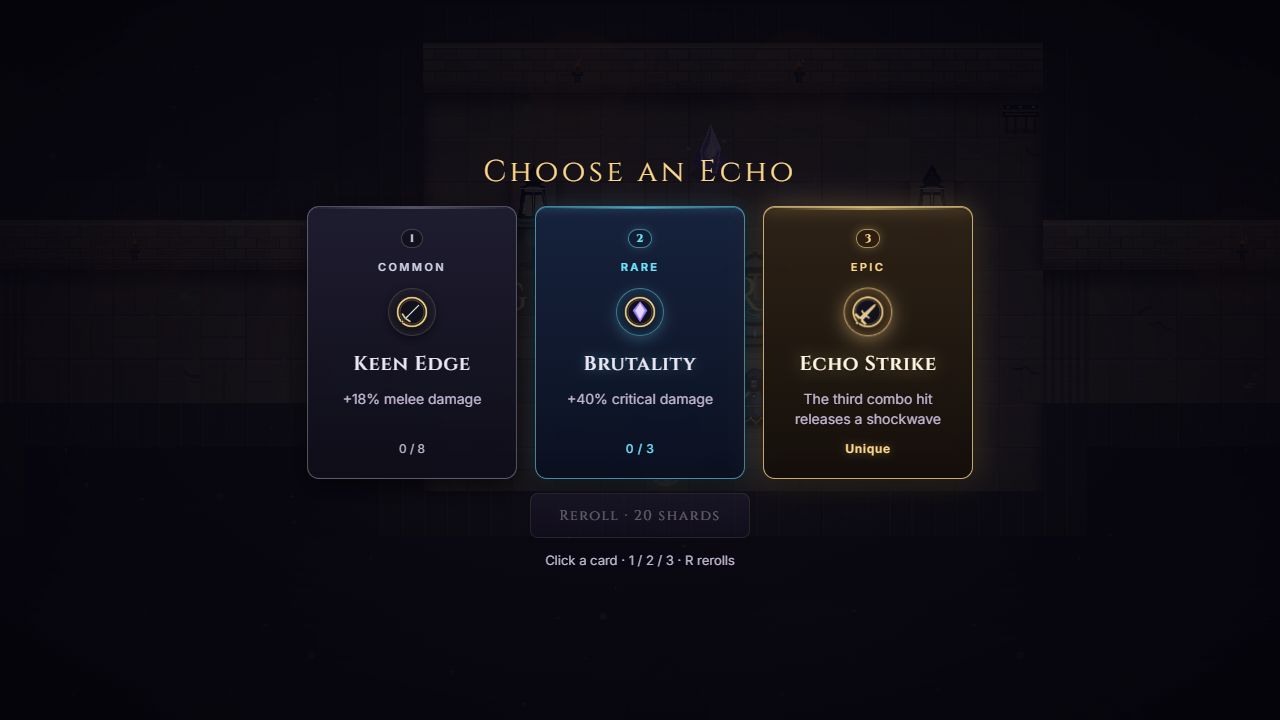 Choose an Echo
1
COMMON
Keen Edge
+18% melee damage
0 / 8
2
RARE
Brutality
+40% critical damage
0 / 3
3
EPIC
Echo Strike
The third combo hit
releases a shockwave
Unique
Reroll · 20 shards
Click a card · 1 / 2 / 3 · R rerolls